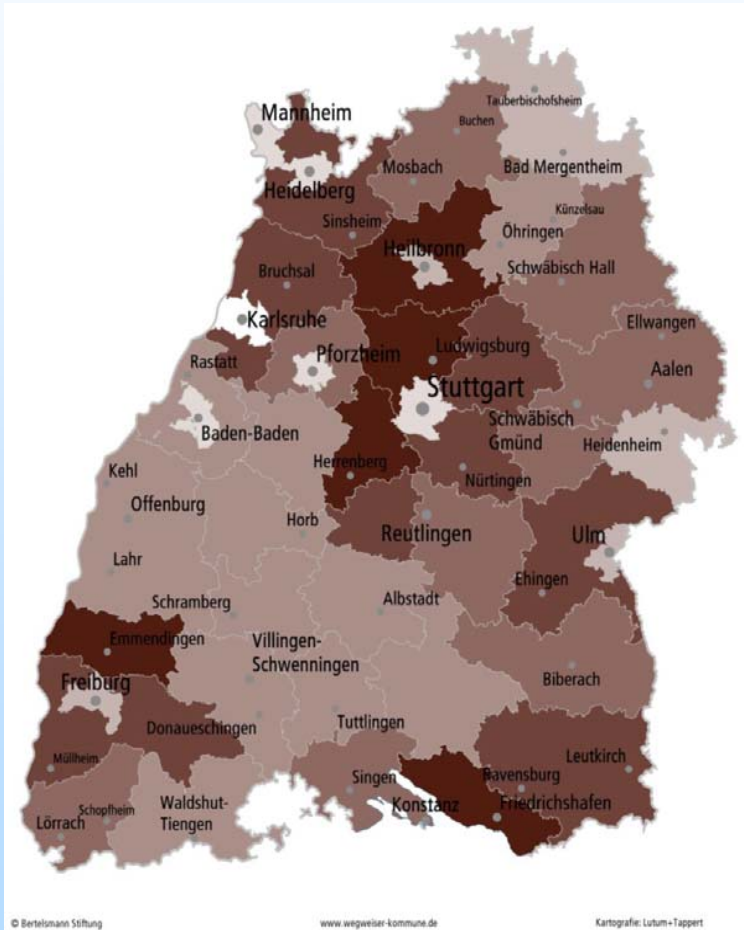 Mannheim
Tauberbischofsheim
Buchen
Mosbach
Bad Mergentheim
Heidelberg
Künzelsau
Sinsheim
Öhringen
Heilbronn
Schwäbisch Hall
Bruchsal
Karlsruhe
Ellwangen
Ludwigsburg
Pforzheim
Rastatt
Aalen
Stuttgart
Schwäbisch
Gmünd
Baden-Baden
Heidenheim
Herrenberg
Kehl
Nürtingen
Offenburg
Horb
Reutlingen
Ulm
Lahr
Ehingen
Schramberg
Albstadt
Emmendingen
Villingen-
Schwenningen
Biberach
Freiburg
Donaueschingen
Tuttlingen
Müllheim
Leutkirch
Singen
Ravensburg
Schopfheim
Waldshut-
Tiengen
Konstanz
Friedrichshafen
Lörrach
© Bertelsmann Stiftung
www.wegweiser-kommune.de
Kartografie: Lutum+Tappert